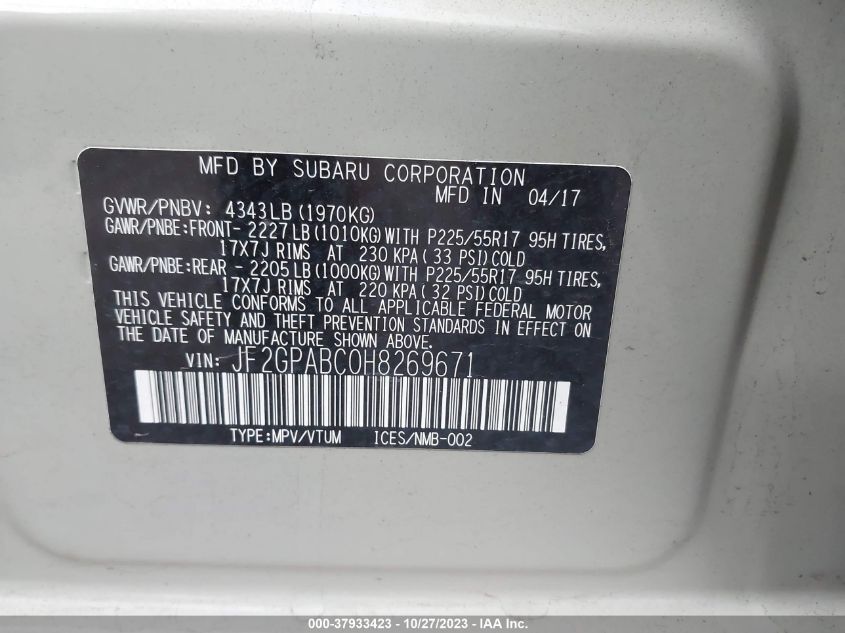 MFD BY SUBARU CORPORATION
MFD IN 04/17
GVWR/PNBV: 4343LB (1970KG)
GAWR/PNBE:FRONT- 2227 LB (1010KG) WITH P225/55R17 95H TIRES,
17X7J RIMS AT 230 KPA ( 33 PSI) COLD
GAWR/PNBE:REAR - 2205 LB (1000KG) WITH P225/55R17 95H TIRES,
17X7J RIMS AT 220 KPA ( 32 PSI) COLD
THIS VEHICLE CONFORMS TO ALL APPLICABLE FEDERAL MOTOR
VEHICLE SAFETY AND THEFT PREVENTION STANDARDS IN EFFECT ON
THE DATE OF MANUFACTURE SHOWN ABOVE.
VIN: JF2GPABC0H8269671
TYPE:MPV/VTUM ICES/NMB-002
000-37933423 - 10/27/2023 - IAA Inc.